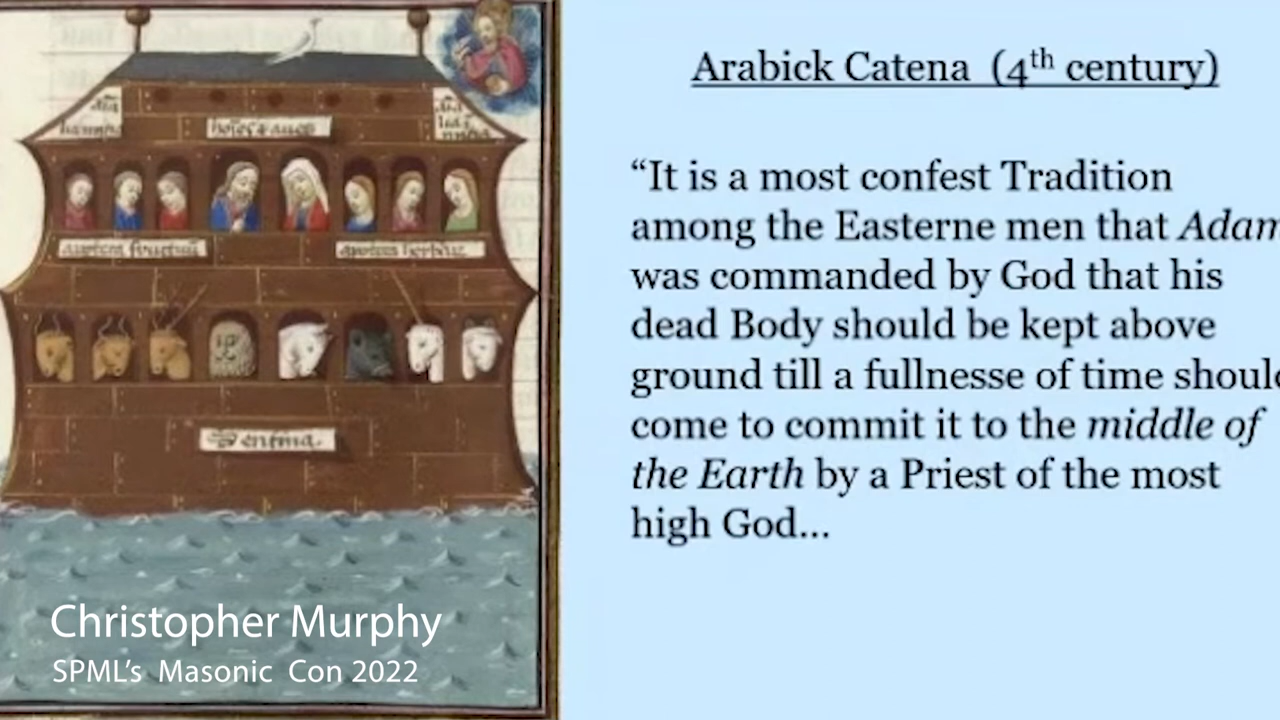 Arabick Catena (4th century)
“It is a most confest Tradition
among the Easterne men that Adam
was commanded by God that his
dead Body should be kept above
ground till a fullnesse of time should
come to commit it to the middle of
the Earth by a Priest of the most
high God...
Christopher Murphy
SPML’s Masonic Con 2022